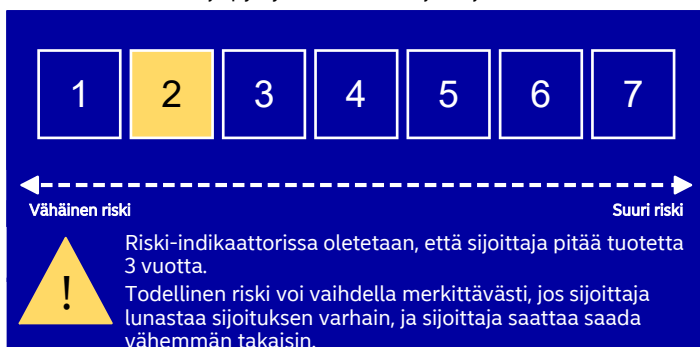 1 2 3 4 5 6 7
Vähäinen riski Suuri riski
Riski-indikaattorissa oletetaan, että sijoittaja pitää tuotetta
3 vuotta.
!
Todellinen riski voi vaihdella merkittävästi, jos sijoittaja
lunastaa sijoituksen varhain, ja sijoittaja saattaa saada
vähemmän takaisin.